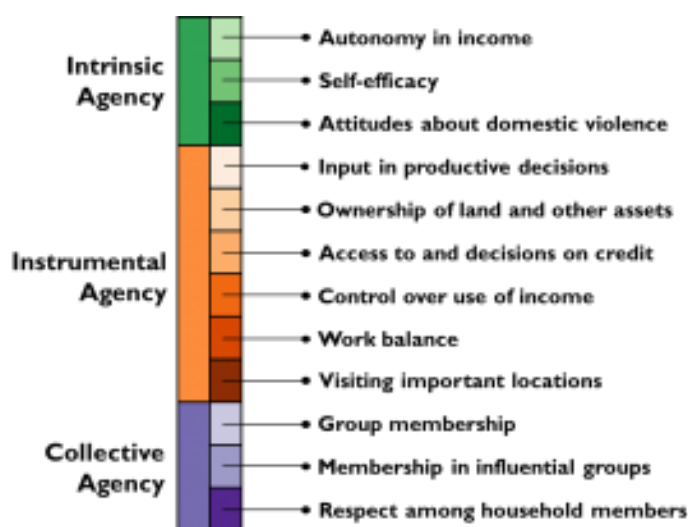 Intrinsic
Agency
Autonomy in income
Self-efficacy
Attitudes about domestic violence
Instrumental
Agency
Input in productive decisions
Ownership of land and other assets
Access to and decisions on credit
Control over use of income
Work balance
Visiting important locations
Collective
Agency
Group membership
Membership in influential groups
Respect among household members